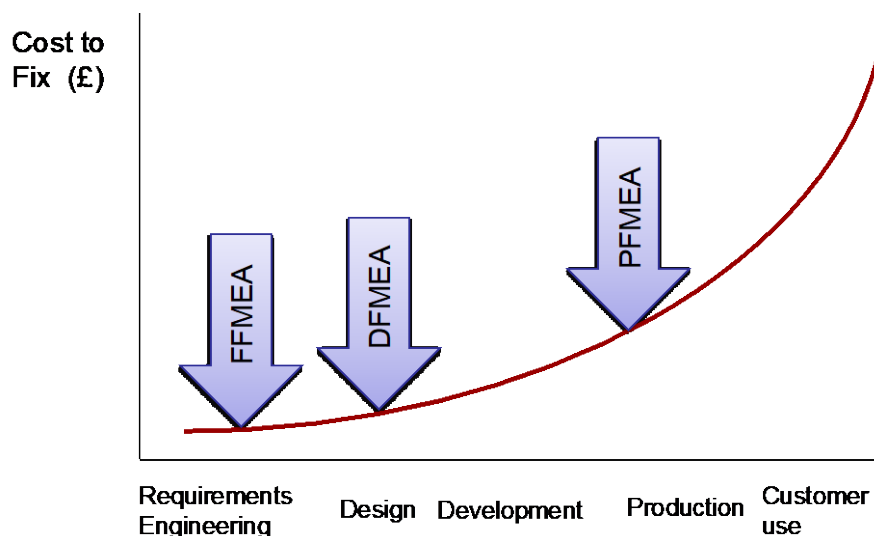 Cost to
Fix (£)
FFMEA
DFMEA
PFMEA
Requirements
Engineering
Design
Development
Production
Customer
use